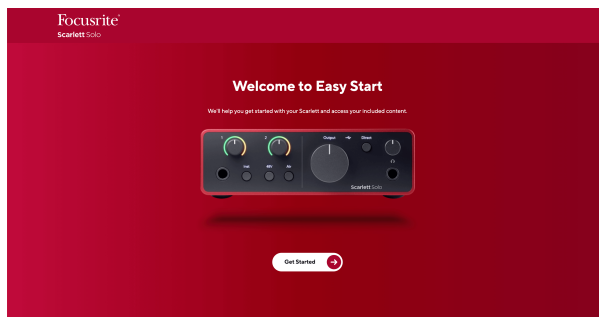 Focusrite®
Scarlett Solo
Welcome to Easy Start
We'll help you get started with your Scarlett and access your included content.
1 2 Output Direct
Inst 48V Air
Scarlett Solo
Get Started